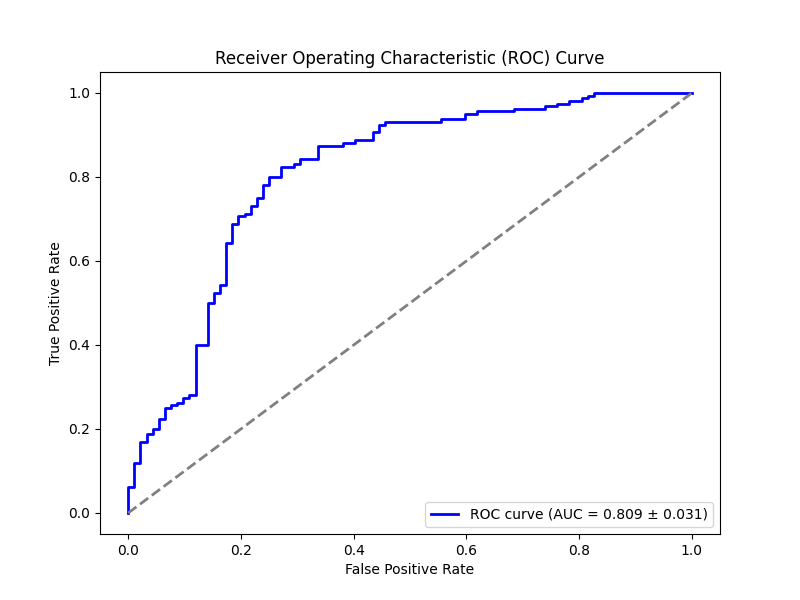 Receiver Operating Characteristic (ROC) Curve
1.0
0.8
0.6
0.4
0.2
0.0
True Positive Rate
ROC curve (AUC = 0.809 ± 0.031)
0.0 0.2 0.4 0.6 0.8 1.0
False Positive Rate